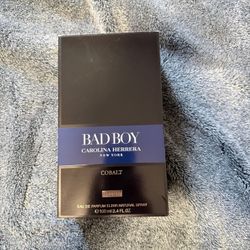 BAD BOY
CAROLINA HERRERA
NEW YORK
COBALT
EAU DE PARFUM ELIXIR NATURAL SPRAY
℮ 100 ml/3.4 FL.OZ.